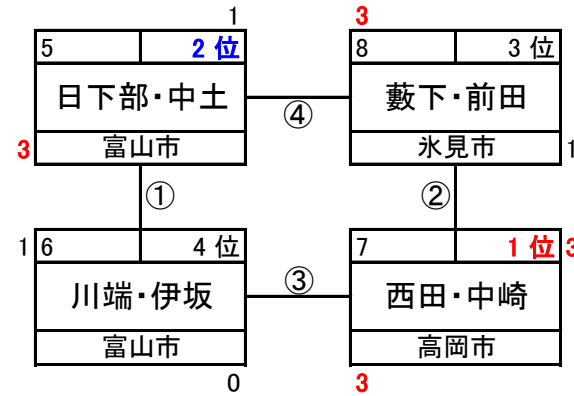 1 3
5 2 位 8 3 位
日下部・中土 藪下・前田
④
3 富山市 氷見市 1
① ②
1 6 4 位 7 1 位 3
川端・伊坂 ③ 西田・中崎
富山市 高岡市
0 3